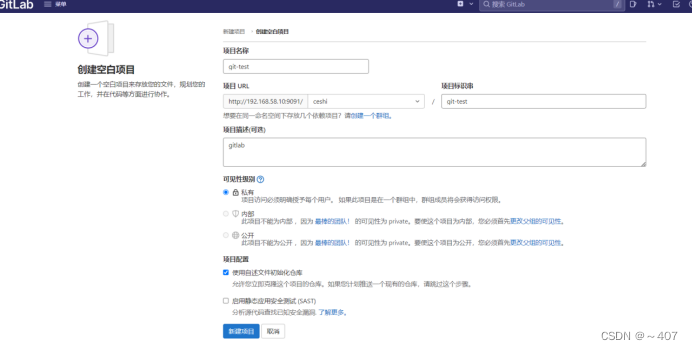 GitLab 菜单 搜索 GitLab /
新建项目 › 创建空白项目
创建空白项目
创建一个空白项目来存放您的文件，规划您的
工作，并在代码等方面进行协作。
项目名称
git-test
项目 URL
项目标识串
http://192.168.58.10:9091/ ceshi / git-test
想要在同一命名空间下存放几个依赖项目？请创建一个群组。
项目描述(可选)
gitlab
可见性级别
私有
项目访问必须明确授予每个用户。 如果此项目是在一个群组中，群组成员将会获得访问权限。
内部
此项目不能为内部 ，因为 最棒的团队！ 的可见性为 private。要使这个项目为内部，您必须首先更改父组的可见性。
公开
此项目不能为公开 ，因为 最棒的团队！ 的可见性为 private。要使这个项目为公开，您必须首先更改父组的可见性。
项目配置
使用自述文件初始化仓库
允许您立即克隆这个项目的仓库。如果您计划推送一个现有的仓库，请跳过这个步骤。
启用静态应用安全测试 (SAST)
分析源代码查找已知安全漏洞 了解更多。
新建项目 取消
CSDN @～407